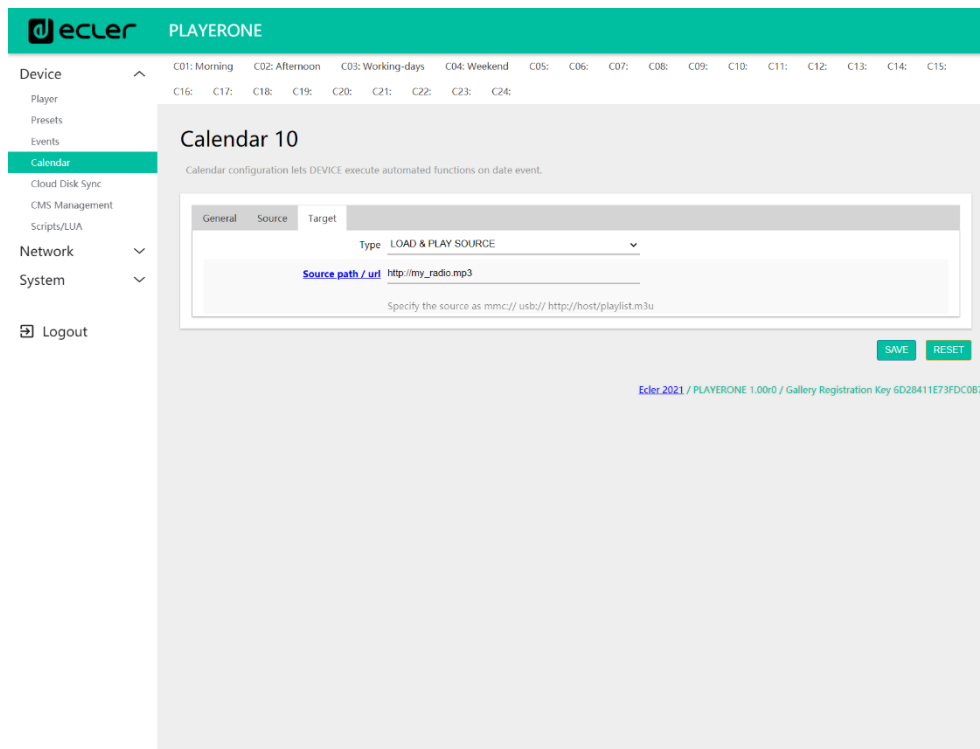 ecler PLAYERONE
Device
Player
Presets
Events
Calendar
Cloud Disk Sync
CMS Management
Scripts/LUA
Network
System
Logout
C01: Morning C02: Afternoon C03: Working-days C04: Weekend C05: C06: C07: C08: C09: C10: C11: C12: C13: C14: C15:
C16: C17: C18: C19: C20: C21: C22: C23: C24:
Calendar 10
Calendar configuration lets DEVICE execute automated functions on date event.
General Source Target
Type LOAD & PLAY SOURCE
Source path / url http://my_radio.mp3
Specify the source as mmc:// usb:// http://host/playlist.m3u
SAVE RESET
Ecler 2021 / PLAYERONE 1.00r0 / Gallery Registration Key 6D28411E73FDC0B7